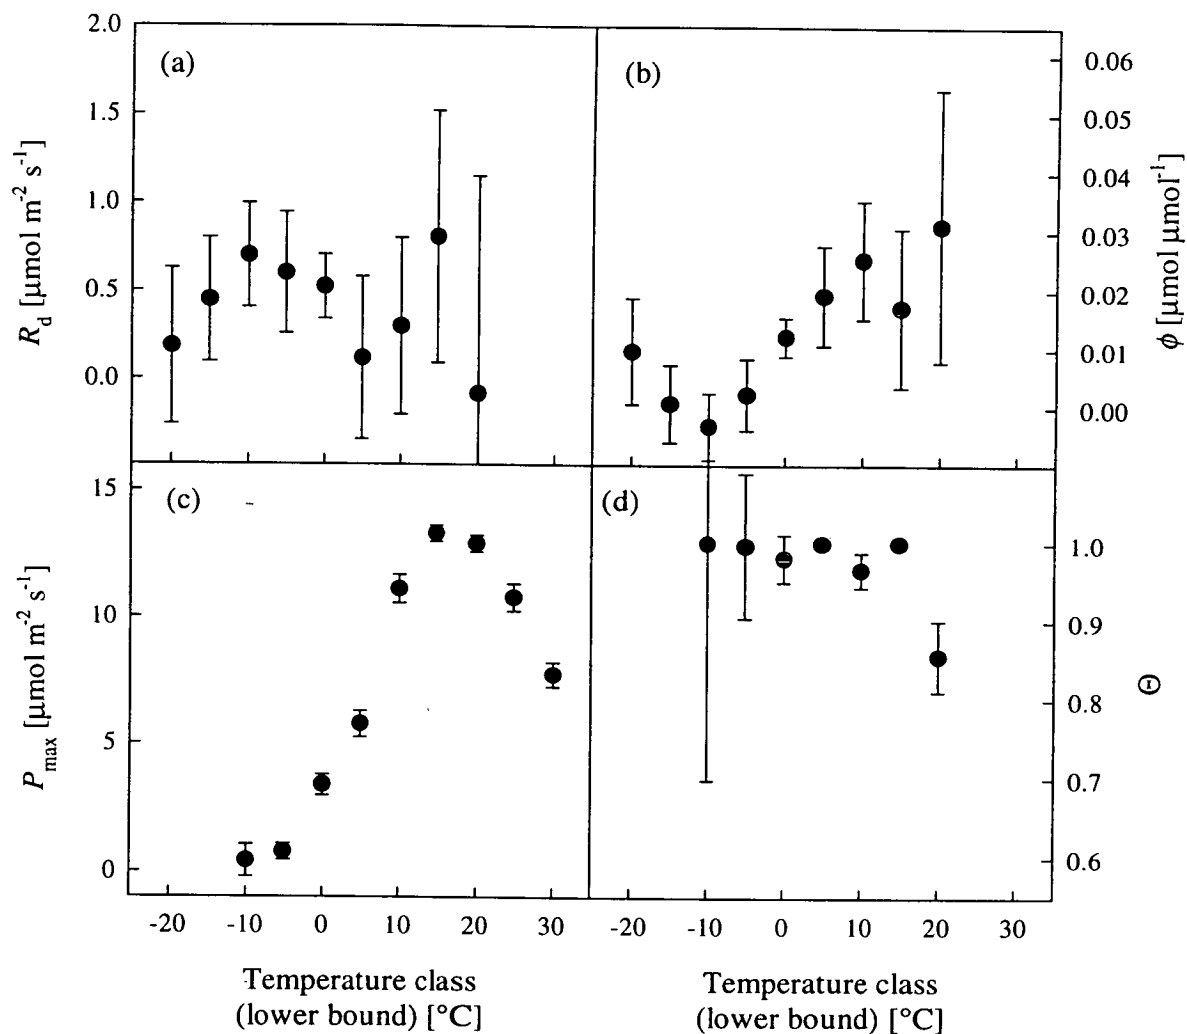 2.0
1.5
1.0
0.5
0.0
R_d [μmol m⁻² s⁻¹]
(a)
(b)
0.06
0.05
0.04
0.03
0.02
0.01
0.00
ϕ [μmol μmol⁻¹]
15
10
5
0
P_max [μmol m⁻² s⁻¹]
(c)
(d)
1.0
0.9
0.8
0.7
0.6
Θ
-20 -10 0 10 20 30
-20 -10 0 10 20 30
Temperature class
(lower bound) [°C]
Temperature class
(lower bound) [°C]